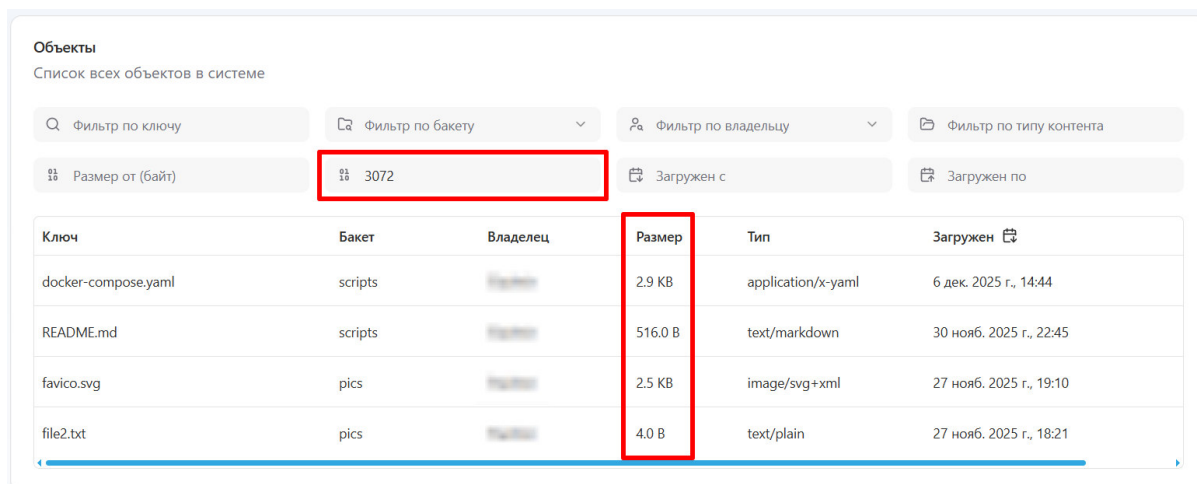 Объекты
Список всех объектов в системе
Фильтр по ключу
Фильтр по бакету
Фильтр по владельцу
Фильтр по типу контента
Размер от (байт)
3072
Загружен с
Загружен по
Ключ Бакет Владелец Размер Тип Загружен
docker-compose.yaml scripts 2.9 KB application/x-yaml 6 дек. 2025 г., 14:44
README.md scripts 516.0 B text/markdown 30 нояб. 2025 г., 22:45
favico.svg pics 2.5 KB image/svg+xml 27 нояб. 2025 г., 19:10
file2.txt pics 4.0 B text/plain 27 нояб. 2025 г., 18:21